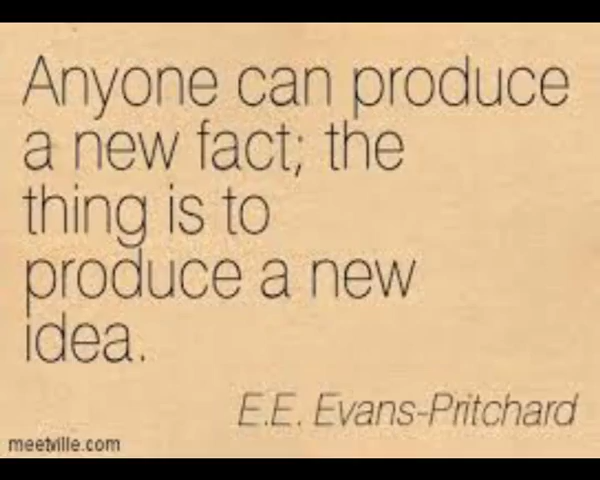 Anyone can produce
a new fact; the
thing is to
produce a new
idea.
E.E. Evans-Pritchard
meetville.com